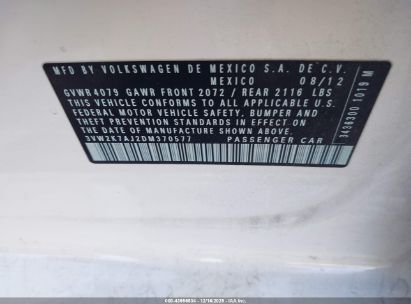 MFD BY VOLKSWAGEN DE MEXICO S.A. DE C.V.
MEXICO 08/12
GVWR 4079 GAWR FRONT 2072 / REAR 2116 LBS
THIS VEHICLE CONFORMS TO ALL APPLICABLE U.S.
FEDERAL MOTOR VEHICLE SAFETY, BUMPER AND
THEFT PREVENTION STANDARDS IN EFFECT ON
THE DATE OF MANUFACTURE SHOWN ABOVE
3VW2K7AJ2DM370577 PASSENGER CAR
3436300 1019 M